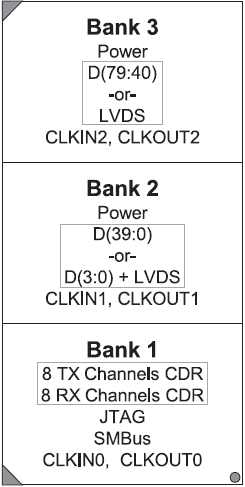 Bank 3
Power
D(79:40)
-or-
LVDS
CLKIN2, CLKOUT2
Bank 2
Power
D(39:0)
-or-
D(3:0) + LVDS
CLKIN1, CLKOUT1
Bank 1
8 TX Channels CDR
8 RX Channels CDR
JTAG
SMBus
CLKIN0, CLKOUT0